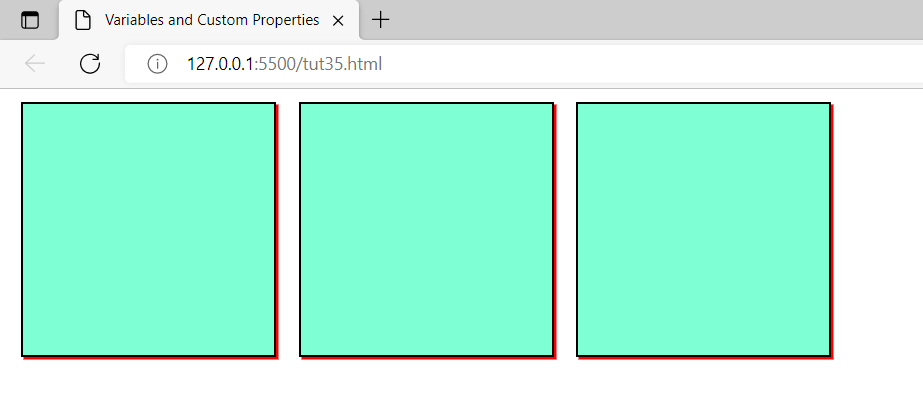 Variables and Custom Properties
127.0.0.1:5500/tut35.html